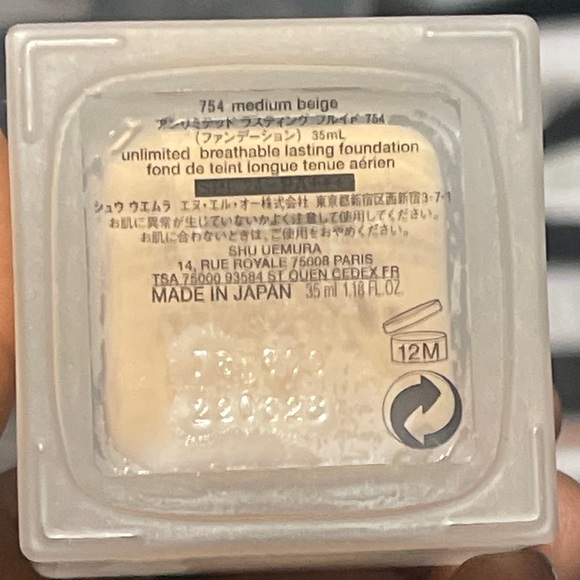 754 medium beige
アンリミテッド ラスティング フルイド 754
(ファンデーション) 35mL
unlimited breathable lasting foundation
fond de teint longue tenue aérien
シュウ ウエムラ エヌ・エル・オー株式会社 東京都新宿区西新宿3-7-1
お肌に異常が生じていないかよく注意して使用してください。
お肌に合わないときは、ご使用をおやめください。
SHU UEMURA
14, RUE ROYALE 75008 PARIS
TSA 75000 93584 ST OUEN CEDEX FR
MADE IN JAPAN 35 ml 1.18 FL.OZ.
12M